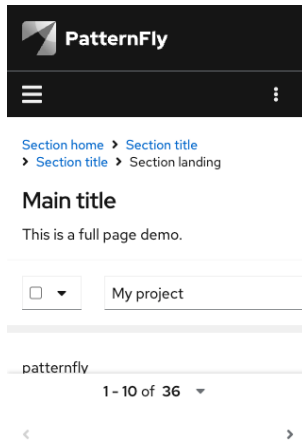 PatternFly
Section home > Section title
> Section title > Section landing
Main title
This is a full page demo.
My project
patternfly
1 - 10 of 36